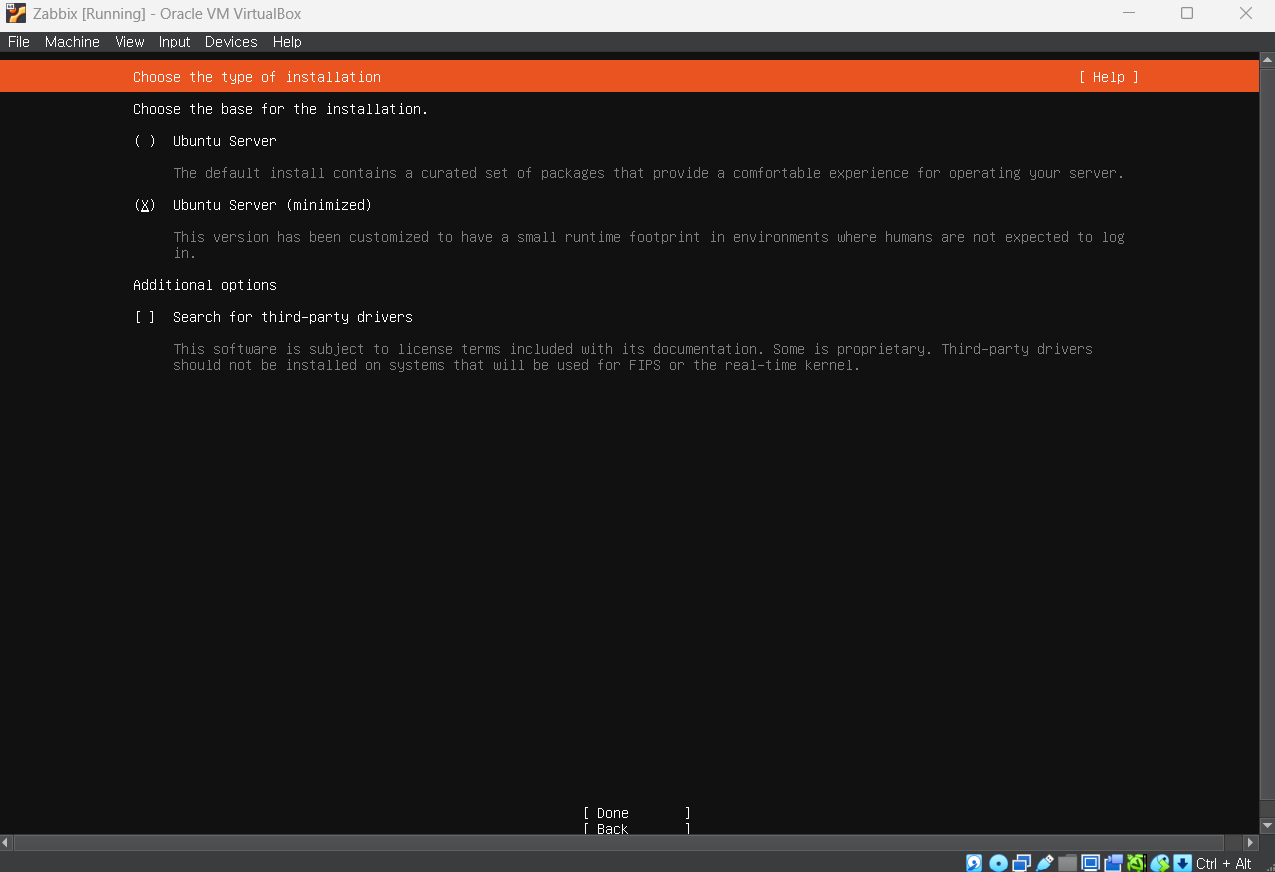 Zabbix [Running] - Oracle VM VirtualBox
File Machine View Input Devices Help
Choose the type of installation [ Help ]
Choose the base for the installation.
( ) Ubuntu Server
The default install contains a curated set of packages that provide a comfortable experience for operating your server.
(X) Ubuntu Server (minimized)
This version has been customized to have a small runtime footprint in environments where humans are not expected to log
in.
Additional options
[ ] Search for third-party drivers
This software is subject to license terms included with its documentation. Some is proprietary. Third-party drivers
should not be installed on systems that will be used for FIPS or the real-time kernel.
[ Done ]
[ Back ]
Ctrl + Alt